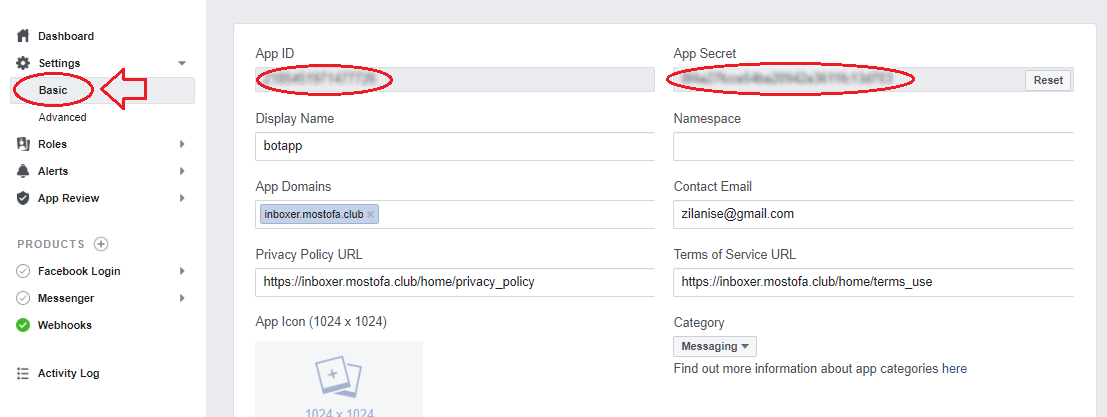 Dashboard
Settings
Basic
Advanced
Roles
Alerts
App Review
PRODUCTS
Facebook Login
Messenger
Webhooks
Activity Log
App ID
App Secret
Reset
Display Name
botapp
Namespace
App Domains
inboxer.mostofa.club
Contact Email
zilanise@gmail.com
Privacy Policy URL
https://inboxer.mostofa.club/home/privacy_policy
Terms of Service URL
https://inboxer.mostofa.club/home/terms_use
App Icon (1024 x 1024)
1024 x 1024
Category
Messaging
Find out more information about app categories here